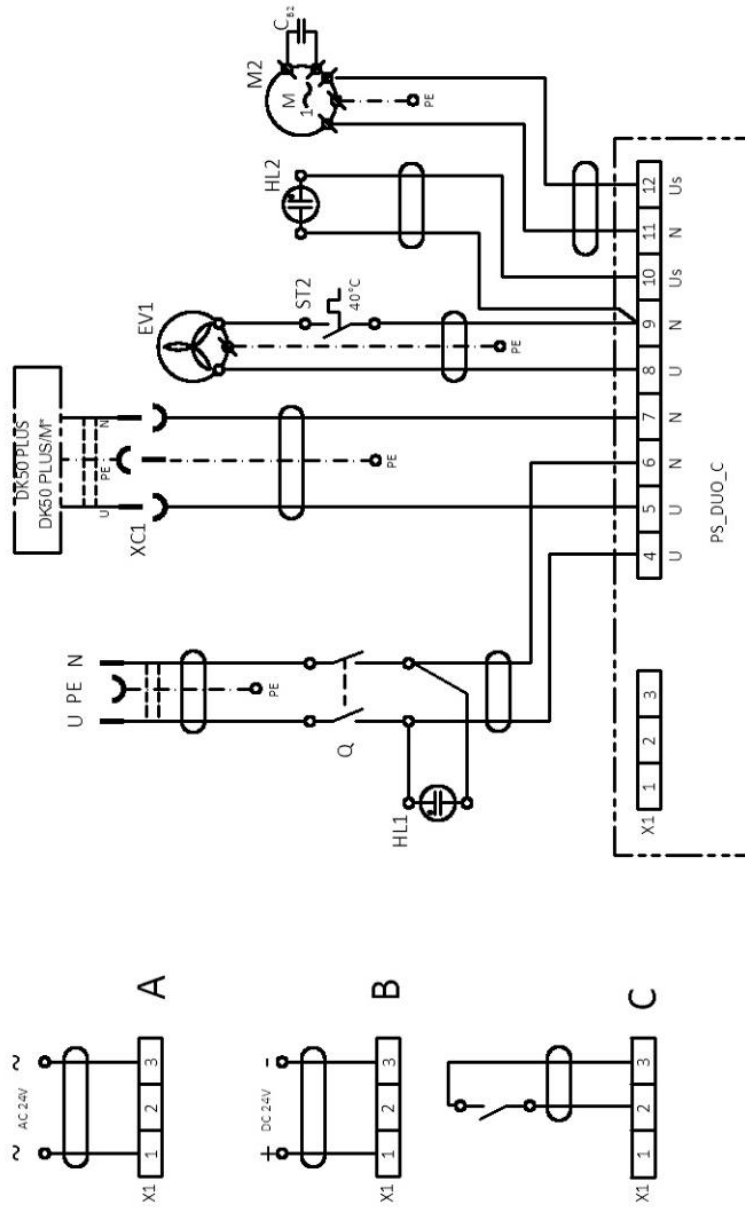 DK50 PLUS
DK50 PLUS/M*
U PE N
XC1
PE
U PE N
PE
Q
HL1
EV1
ST2
40°C
PE
HL2
M2
M
1~
C B2
PE
X1 1 2 3
4 5 6 7 8 9 10 11 12
U U N N U N Us N Us
PS_DUO_C
~ AC 24V ~
X1 1 2 3
A
+ DC 24V -
X1 1 2 3
B
X1 1 2 3
C